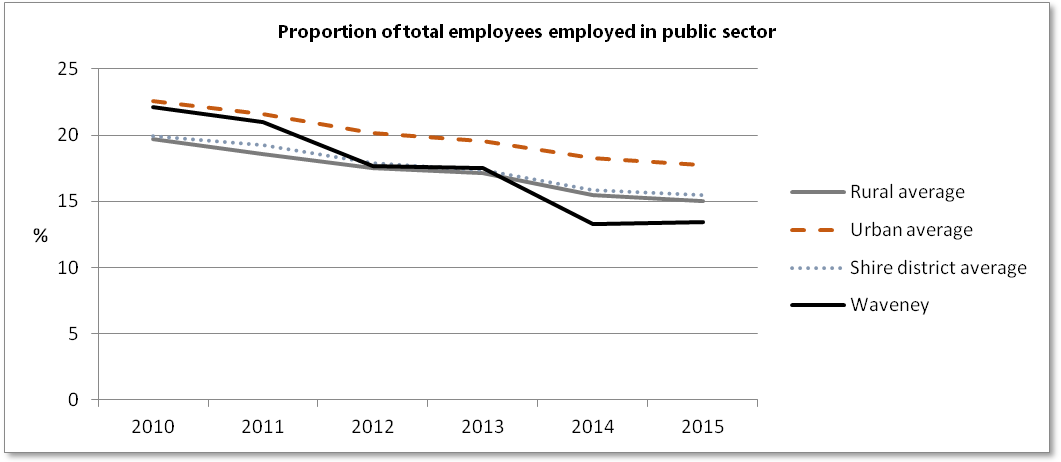 Proportion of total employees employed in public sector
25
20
15
10
5
0
%
2010 2011 2012 2013 2014 2015
Rural average
Urban average
Shire district average
Waveney